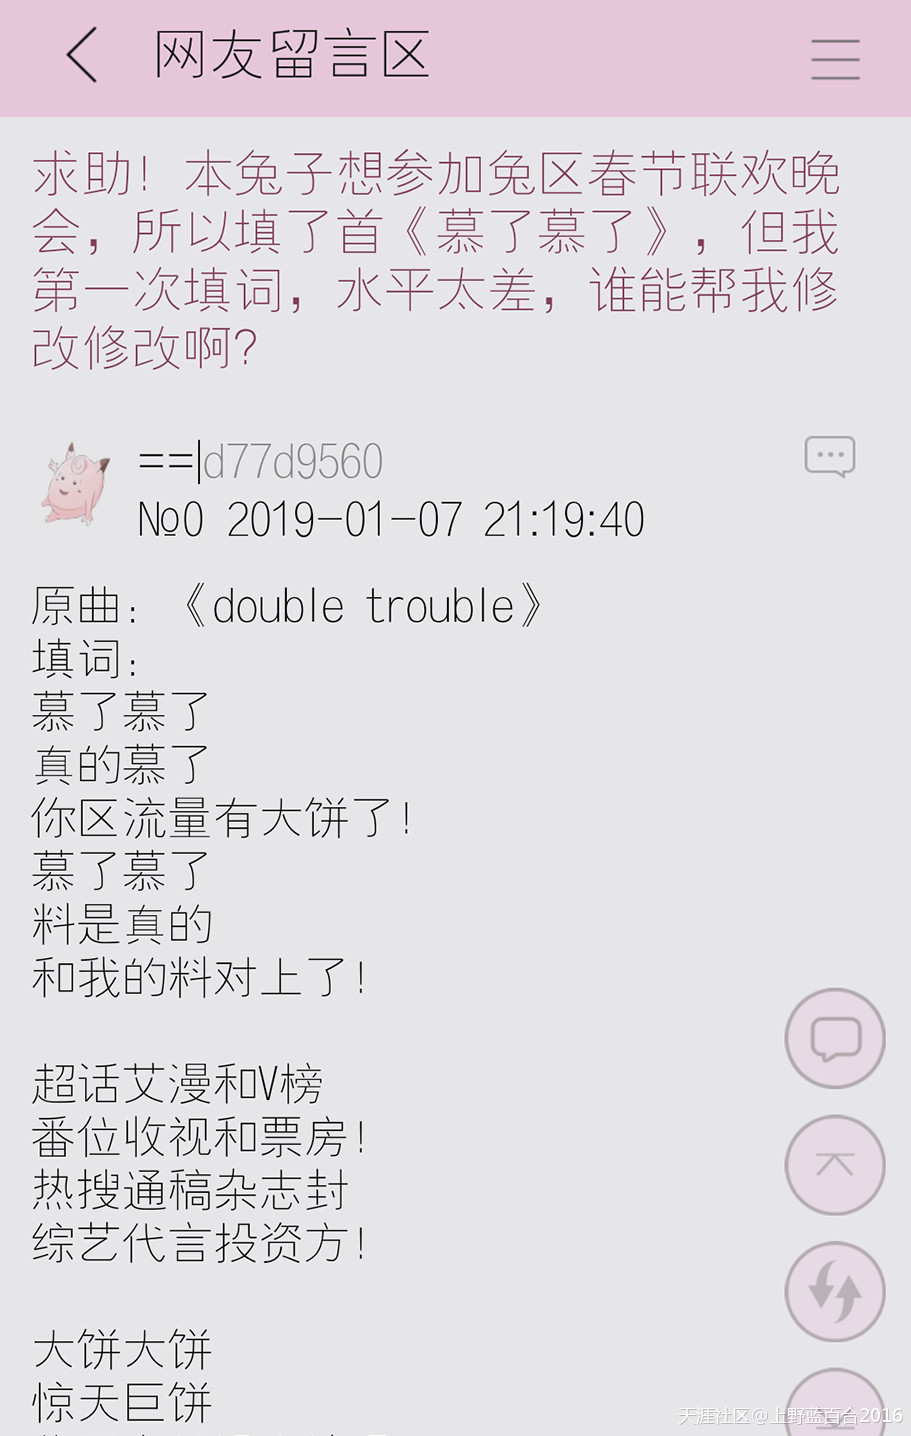 网友留言区
求助！本兔子想参加兔区春节联欢晚
会，所以填了首《慕了慕了》，但我
第一次填词，水平太差，谁能帮我修
改修改啊？
==|d77d9560
№0 2019-01-07 21:19:40
原曲：《double trouble》
填词：
慕了慕了
真的慕了
你区流量有大饼了！
慕了慕了
料是真的
和我的料对上了！
超话艾漫和V榜
番位收视和票房！
热搜通稿杂志封
综艺代言投资方！
大饼大饼
惊天巨饼
天涯社区@上野蓝百合2016